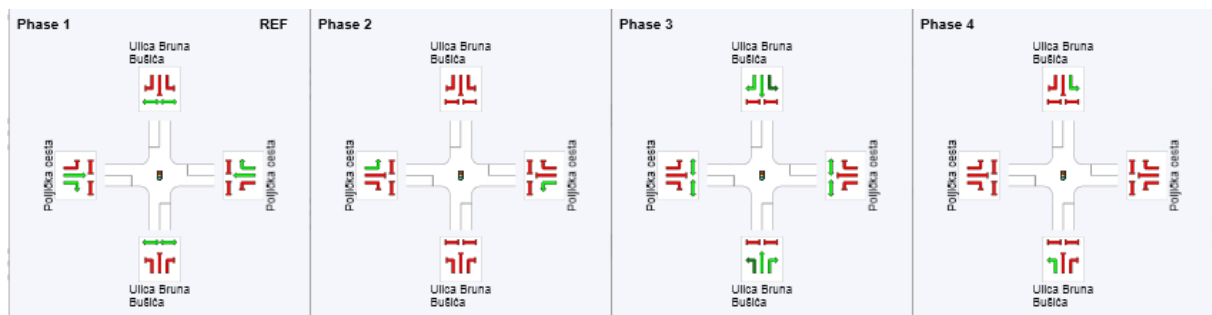 Phase 1
REF
Ulica Bruna
Bušića
Poljička cesta
Poljička cesta
Ulica Bruna
Bušića
Phase 2
Ulica Bruna
Bušića
Poljička cesta
Poljička cesta
Ulica Bruna
Bušića
Phase 3
Ulica Bruna
Bušića
Poljička cesta
Poljička cesta
Ulica Bruna
Bušića
Phase 4
Ulica Bruna
Bušića
Poljička cesta
Poljička cesta
Ulica Bruna
Bušića